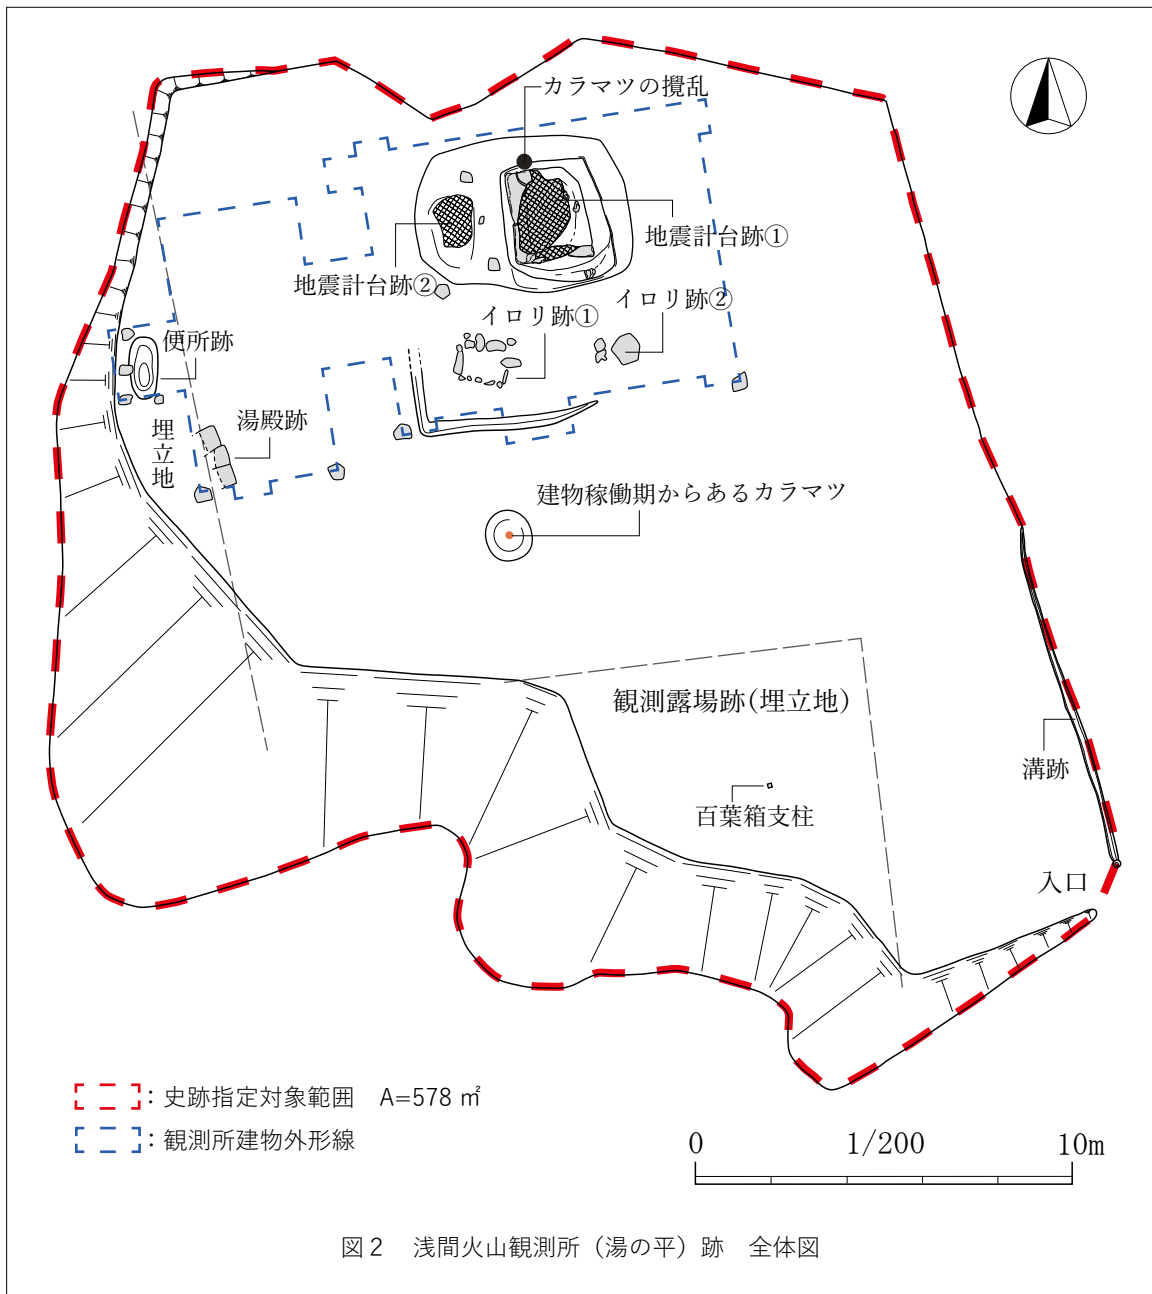 カラマツの攪乱
地震計台跡①
地震計台跡②
イロリ跡①
イロリ跡②
便所跡
湯殿跡
埋立地
建物稼働期からあるカラマツ
観測露場跡(埋立地)
溝跡
百葉箱支柱
入口
：史跡指定対象範囲　A=578 ㎡
：観測所建物外形線
0 1/200 10m
図２　浅間火山観測所（湯の平）跡　全体図